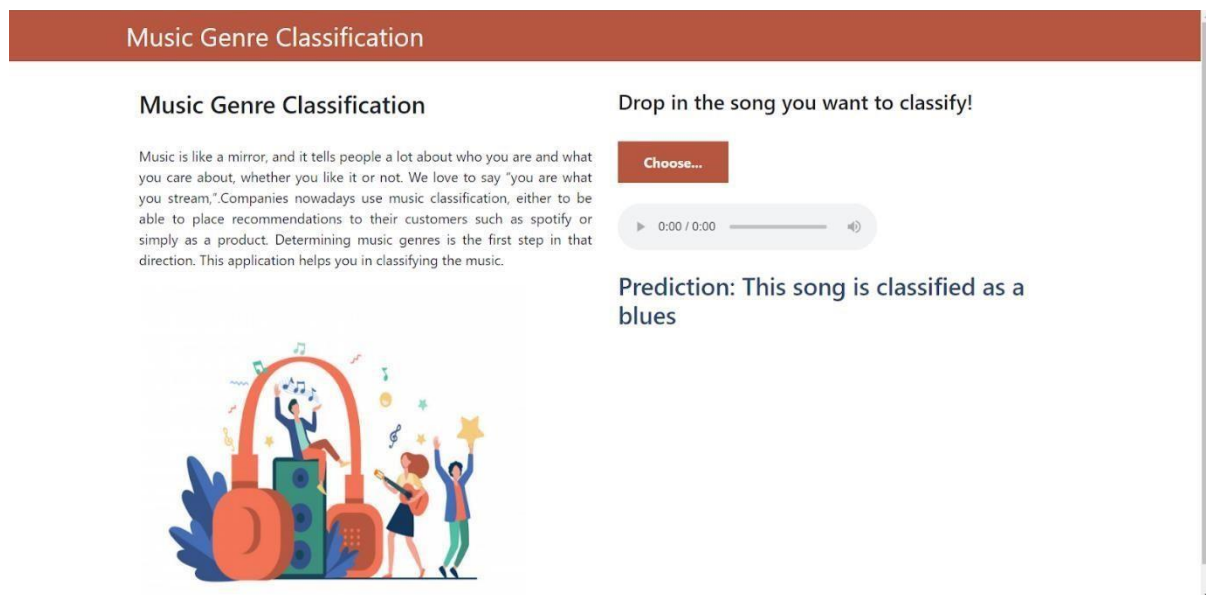 Music Genre Classification
Music Genre Classification
Music is like a mirror, and it tells people a lot about who you are and what
you care about, whether you like it or not. We love to say “you are what
you stream,”.Companies nowadays use music classification, either to be
able to place recommendations to their customers such as spotify or
simply as a product. Determining music genres is the first step in that
direction. This application helps you in classifying the music.
Drop in the song you want to classify!
Choose...
0:00 / 0:00
Prediction: This song is classified as a
blues